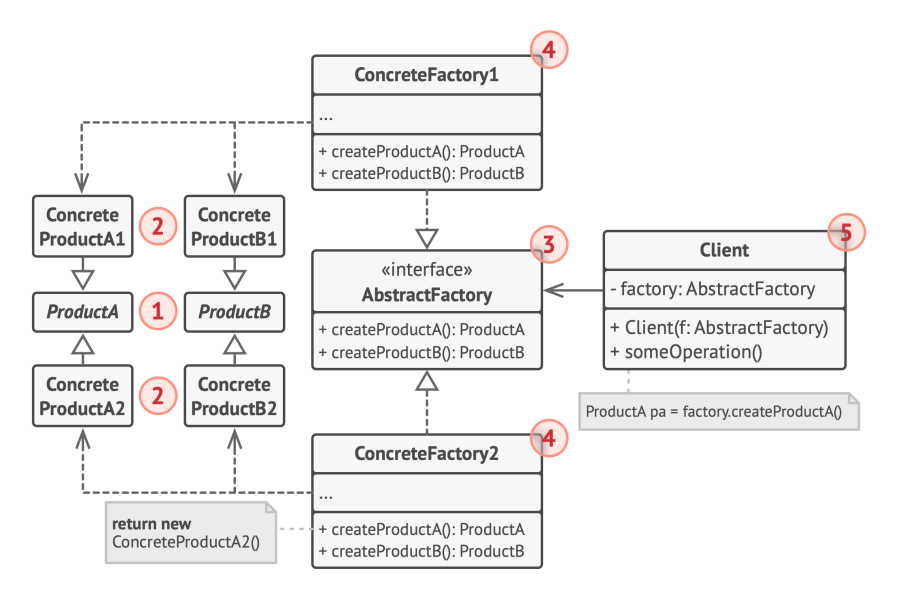 4
ConcreteFactory1
...
+ createProductA(): ProductA
+ createProductB(): ProductB
Concrete
ProductA1
2
Concrete
ProductB1
ProductA
1
ProductB
Concrete
ProductA2
2
Concrete
ProductB2
3
«interface»
AbstractFactory
+ createProductA(): ProductA
+ createProductB(): ProductB
5
Client
- factory: AbstractFactory
+ Client(f: AbstractFactory)
+ someOperation()
ProductA pa = factory.createProductA()
4
ConcreteFactory2
...
+ createProductA(): ProductA
+ createProductB(): ProductB
return new
ConcreteProductA2()